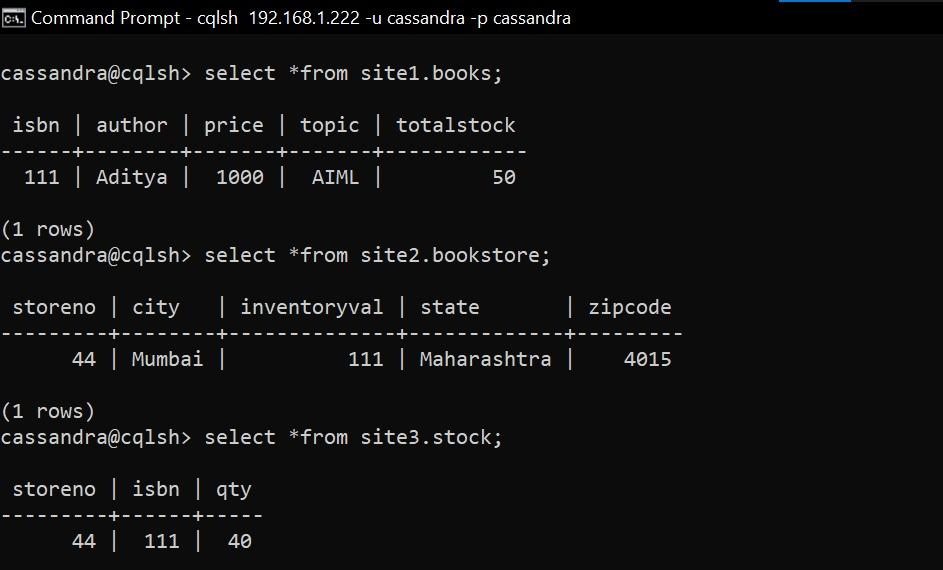 Command Prompt - cqlsh  192.168.1.222 -u cassandra -p cassandra
cassandra@cqlsh> select *from site1.books;
 isbn | author | price | topic | totalstock
------+--------+-------+-------+------------
  111 | Aditya |  1000 |  AIML |         50
(1 rows)
cassandra@cqlsh> select *from site2.bookstore;
 storeno | city   | inventoryval | state       | zipcode
---------+--------+--------------+-------------+---------
      44 | Mumbai |          111 | Maharashtra |    4015
(1 rows)
cassandra@cqlsh> select *from site3.stock;
 storeno | isbn | qty
---------+------+-----
      44 |  111 |  40